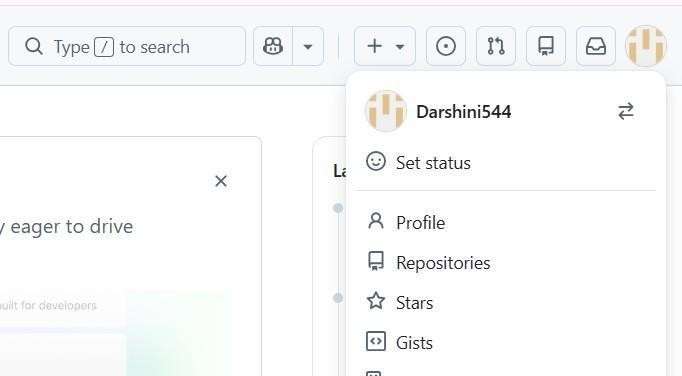 Type / to search
Darshini544
Set status
La
y eager to drive
Profile
Repositories
uilt for developers
Stars
Gists